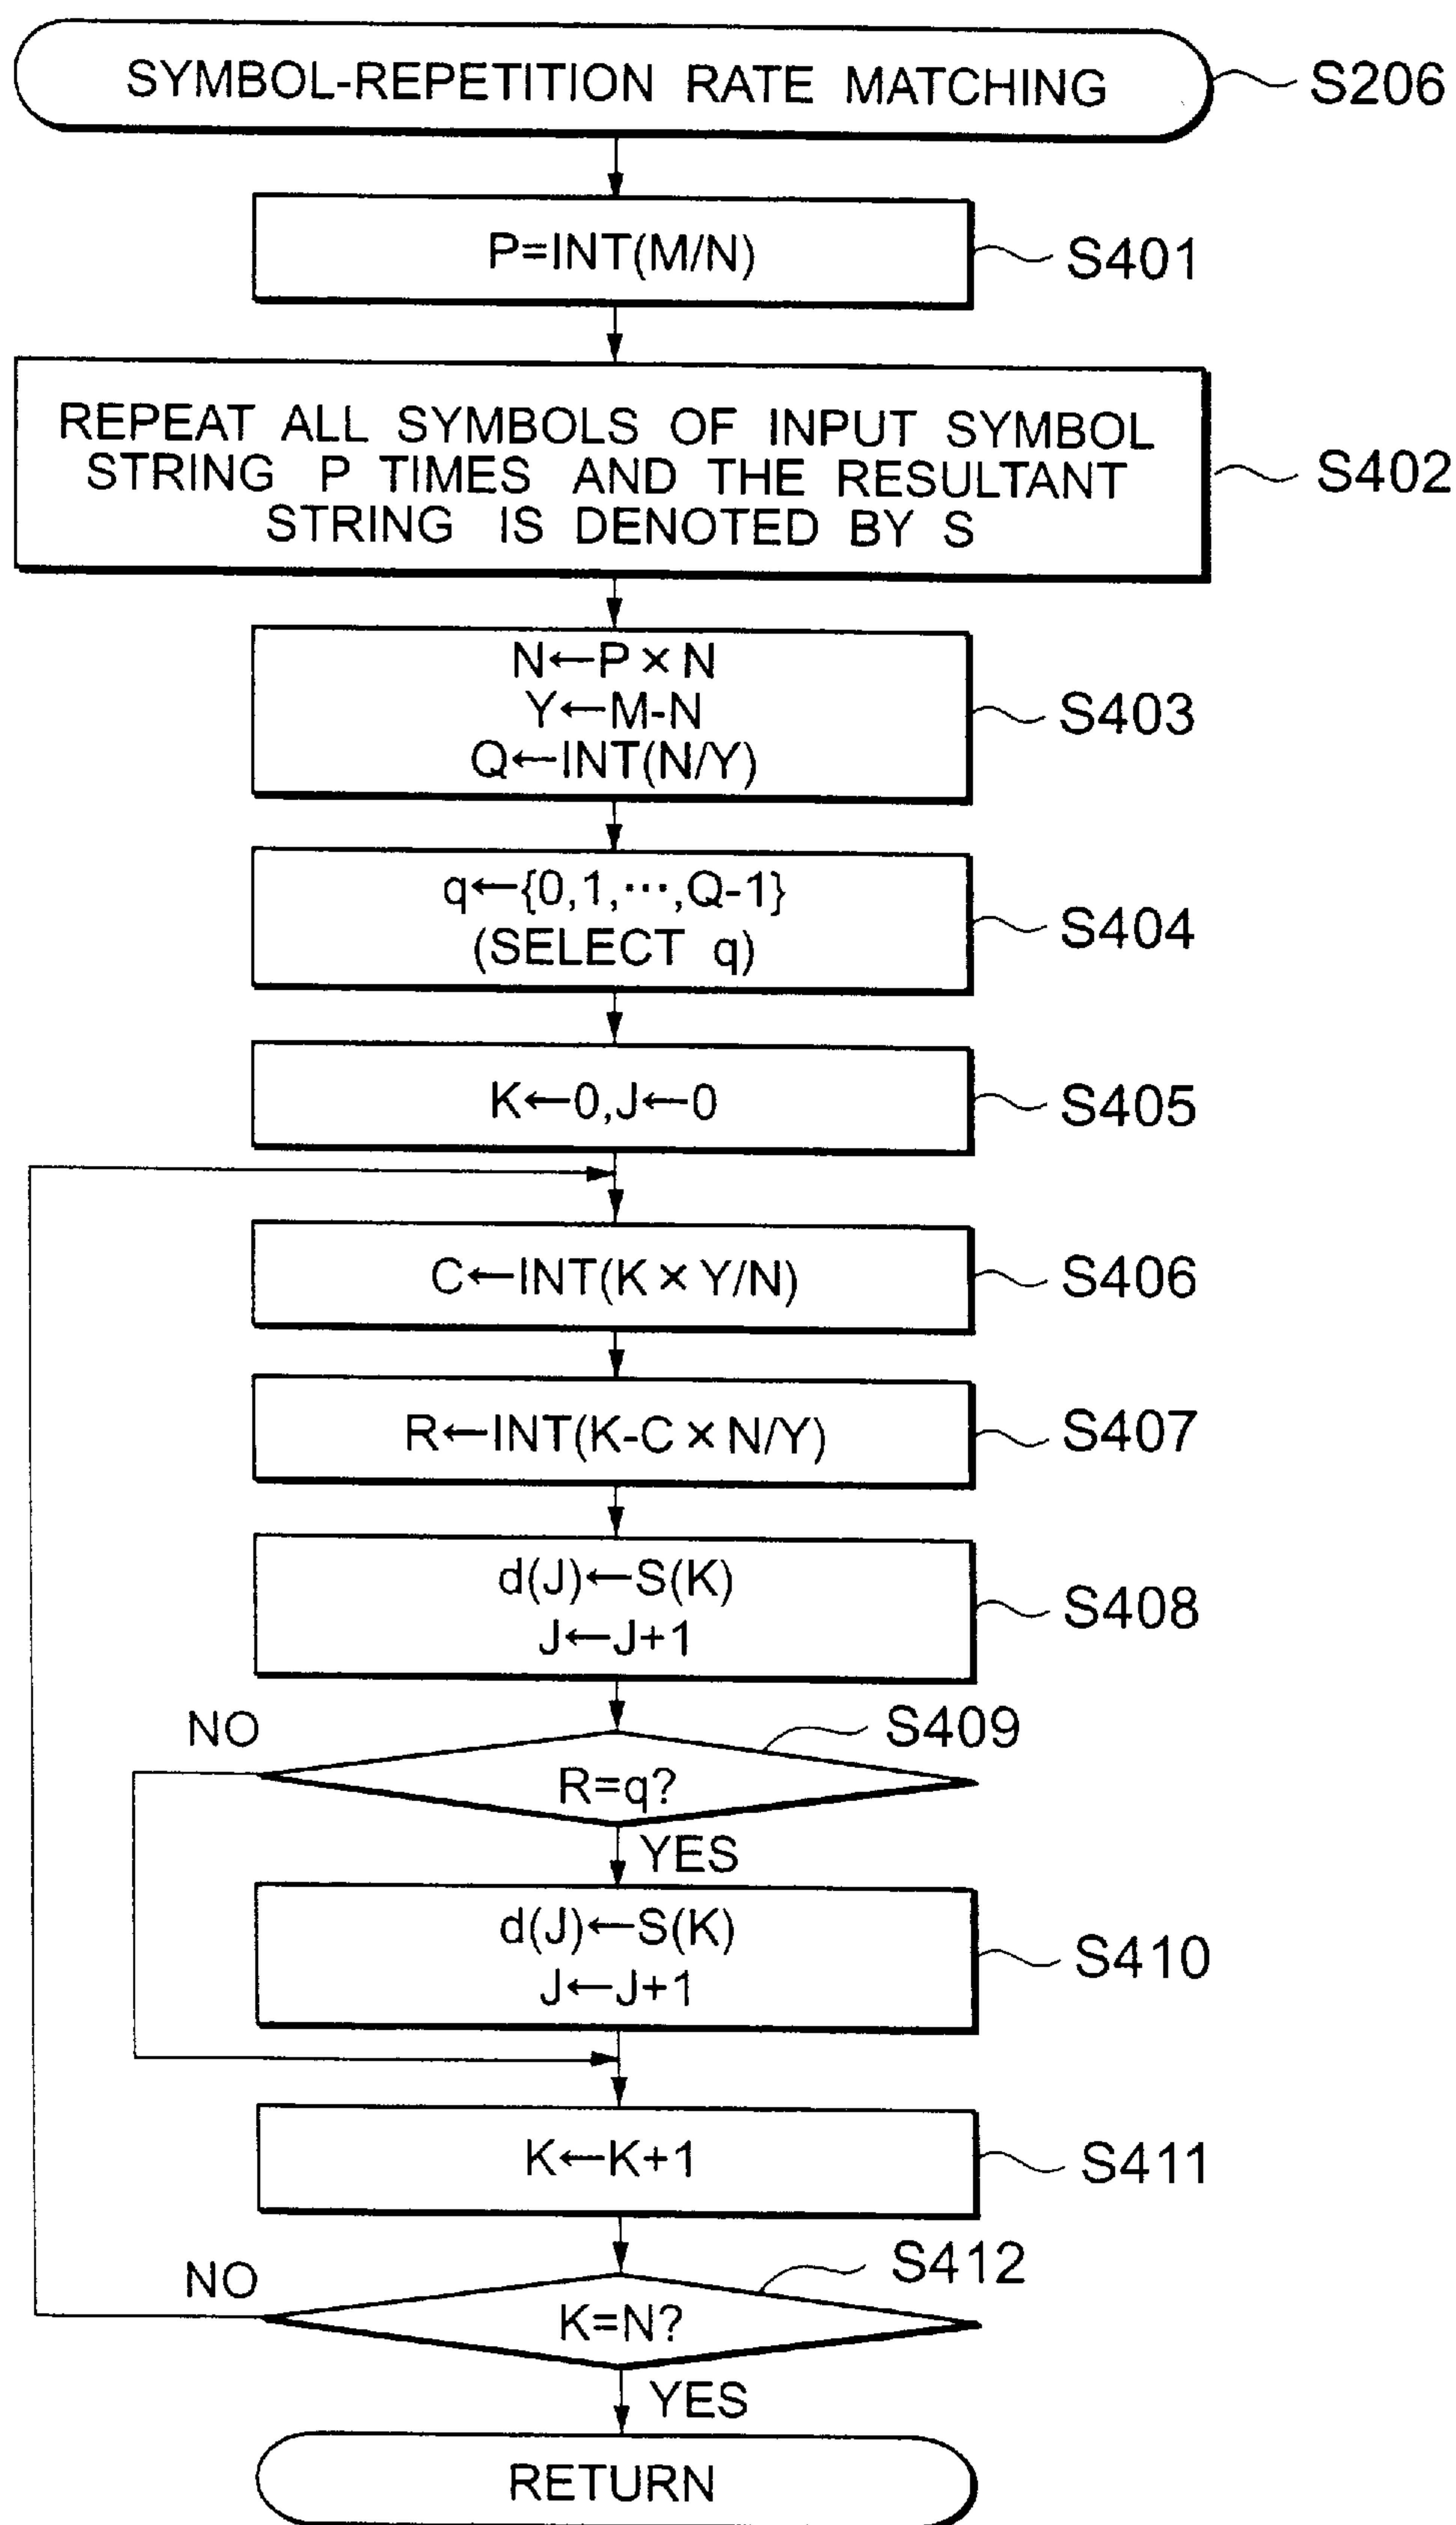 SYMBOL-REPETITION RATE MATCHING
S206
P=INT(M/N)
S401
REPEAT ALL SYMBOLS OF INPUT SYMBOL
STRING P TIMES AND THE RESULTANT
STRING IS DENOTED BY S
S402
N←P×N
Y←M-N
Q←INT(N/Y)
S403
q←{0,1,⋯,Q-1}
(SELECT q)
S404
K←0,J←0
S405
C←INT(K×Y/N)
S406
R←INT(K-C×N/Y)
S407
d(J)←S(K)
J←J+1
S408
NO
S409
R=q?
YES
d(J)←S(K)
J←J+1
S410
K←K+1
S411
NO
S412
K=N?
YES
RETURN